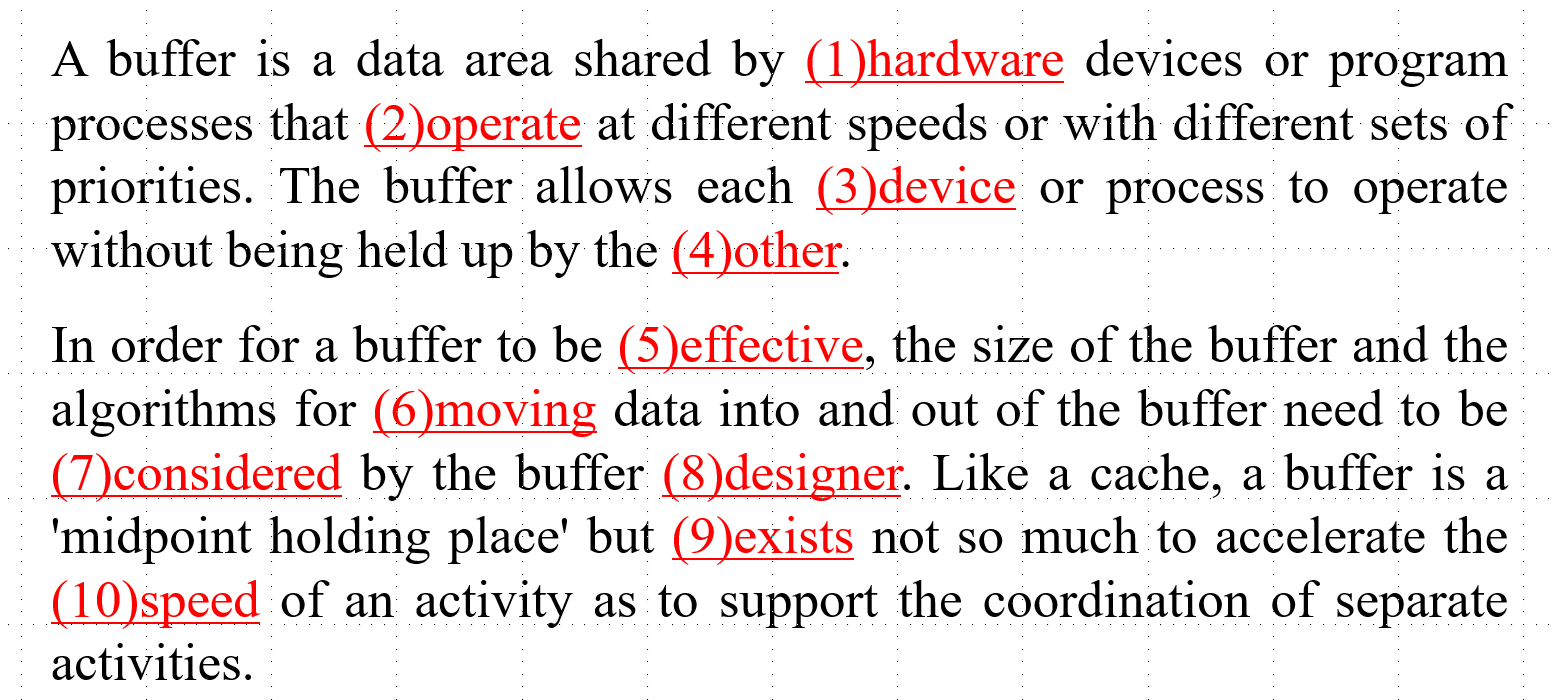 A buffer is a data area shared by (1)hardware devices or program
processes that (2)operate at different speeds or with different sets of
priorities. The buffer allows each (3)device or process to operate
without being held up by the (4)other.
In order for a buffer to be (5)effective, the size of the buffer and the
algorithms for (6)moving data into and out of the buffer need to be
(7)considered by the buffer (8)designer. Like a cache, a buffer is a
'midpoint holding place' but (9)exists not so much to accelerate the
(10)speed of an activity as to support the coordination of separate
activities.